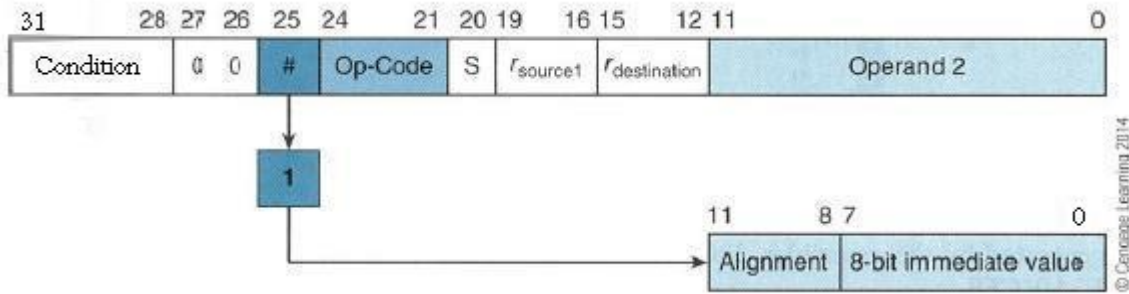 31 28 27 26 25 24 21 20 19 16 15 12 11 0
Condition 0 0 # Op-Code S rsource1 rdestination Operand 2
1
11 8 7 0
Alignment 8-bit immediate value
© Cengage Learning 2014